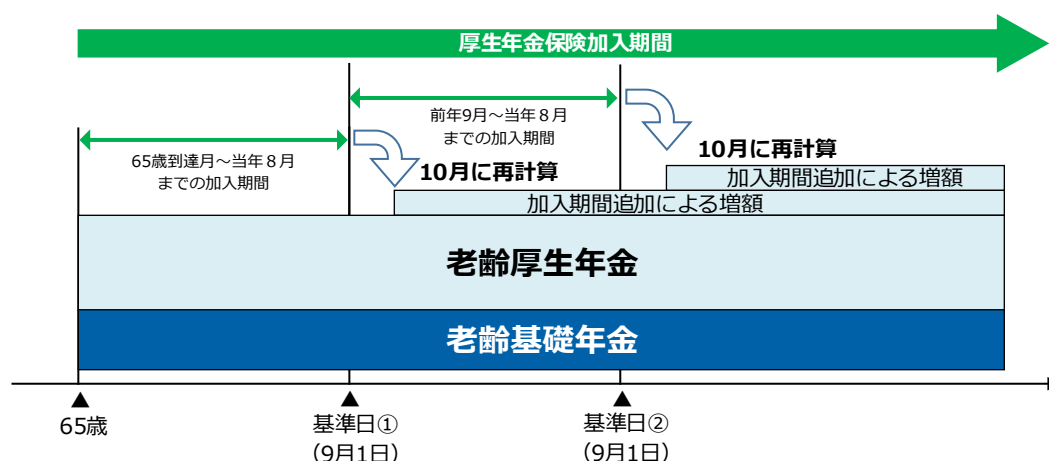 厚生年金保険加入期間
前年9月～当年８月
までの加入期間
65歳到達月～当年８月
までの加入期間
10月に再計算
10月に再計算
加入期間追加による増額
加入期間追加による増額
老齢厚生年金
老齢基礎年金
65歳
基準日①
（9月1日）
基準日②
（9月1日）